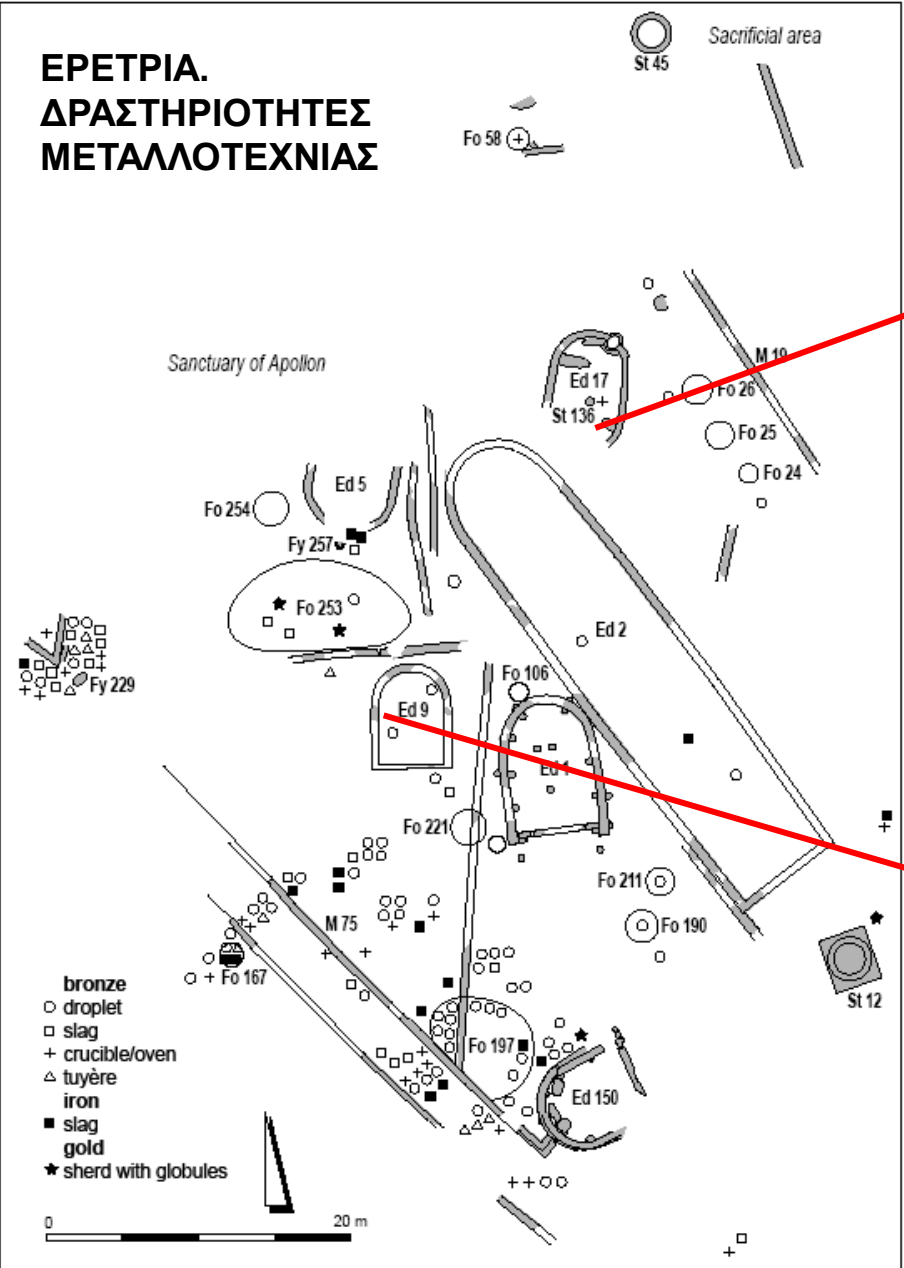 ΕΡΕΤΡΙΑ.
ΔΡΑΣΤΗΡΙΟΤΗΤΕΣ
ΜΕΤΑΛΛΟΤΕΧΝΙΑΣ
Sacrificial area
St 45
Fo 58
Sanctuary of Apollon
M 19
Ed 17
Fo 26
St 136
Fo 25
Fo 24
Ed 5
Fo 254
Fy 257
Fo 253
Ed 2
Fy 229
Fo 106
Ed 9
Ed 1
Fo 221
Fo 211
M 75
Fo 190
Fo 167
St 12
Fo 197
Ed 150
bronze
droplet
slag
crucible/oven
tuyère
iron
slag
gold
sherd with globules
0 20 m